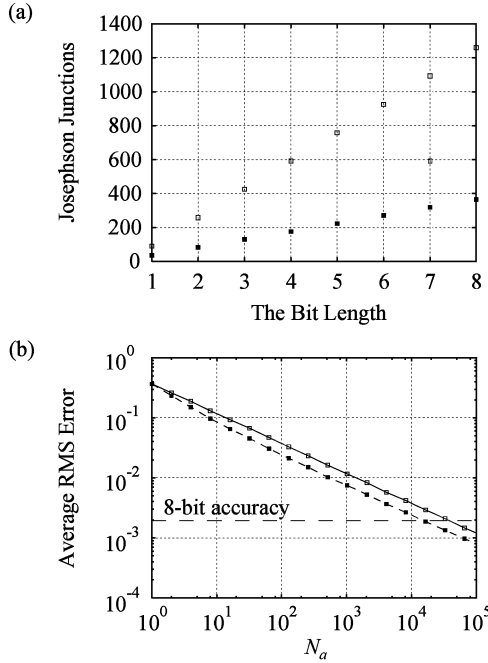 (a)
1400
1200
1000
800
600
400
200
0
Josephson Junctions
1 2 3 4 5 6 7 8
The Bit Length
(b)
10^0
10^-1
10^-2
10^-3
10^-4
Average RMS Error
8-bit accuracy
10^0 10^1 10^2 10^3 10^4 10^5
N_a